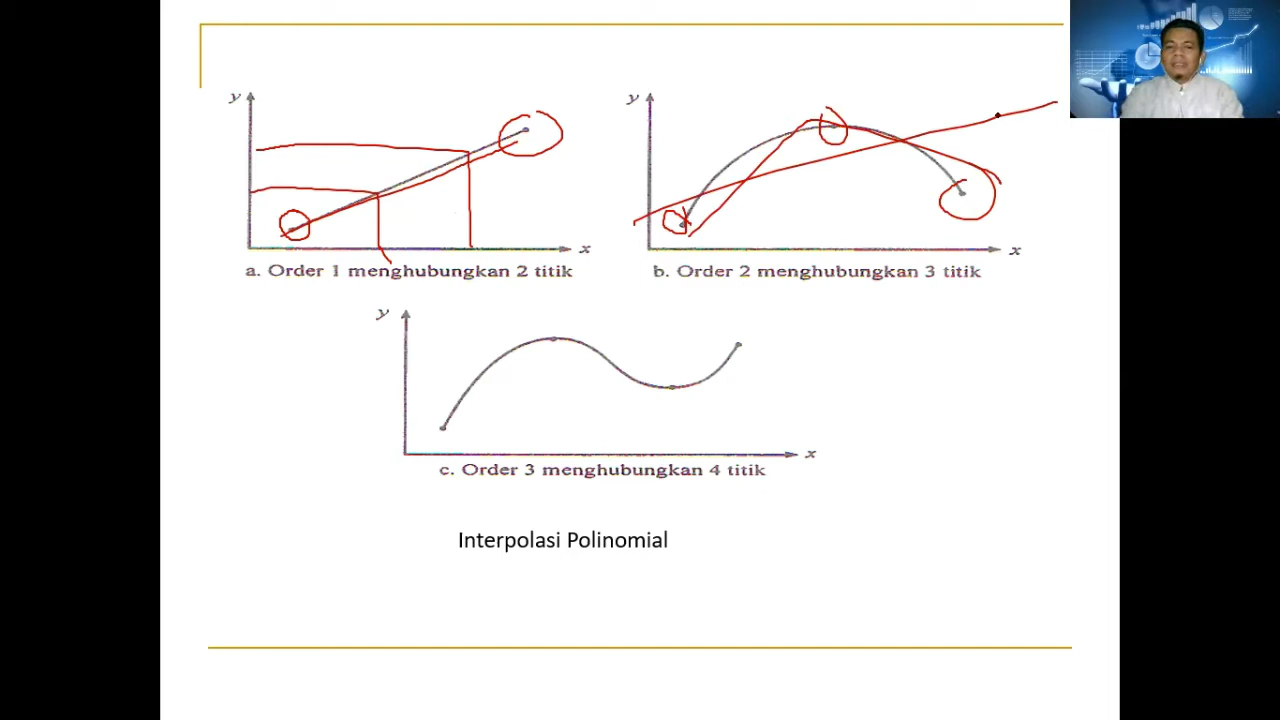 y
x
a. Order 1 menghubungkan 2 titik
y
x
b. Order 2 menghubungkan 3 titik
y
x
c. Order 3 menghubungkan 4 titik
Interpolasi Polinomial